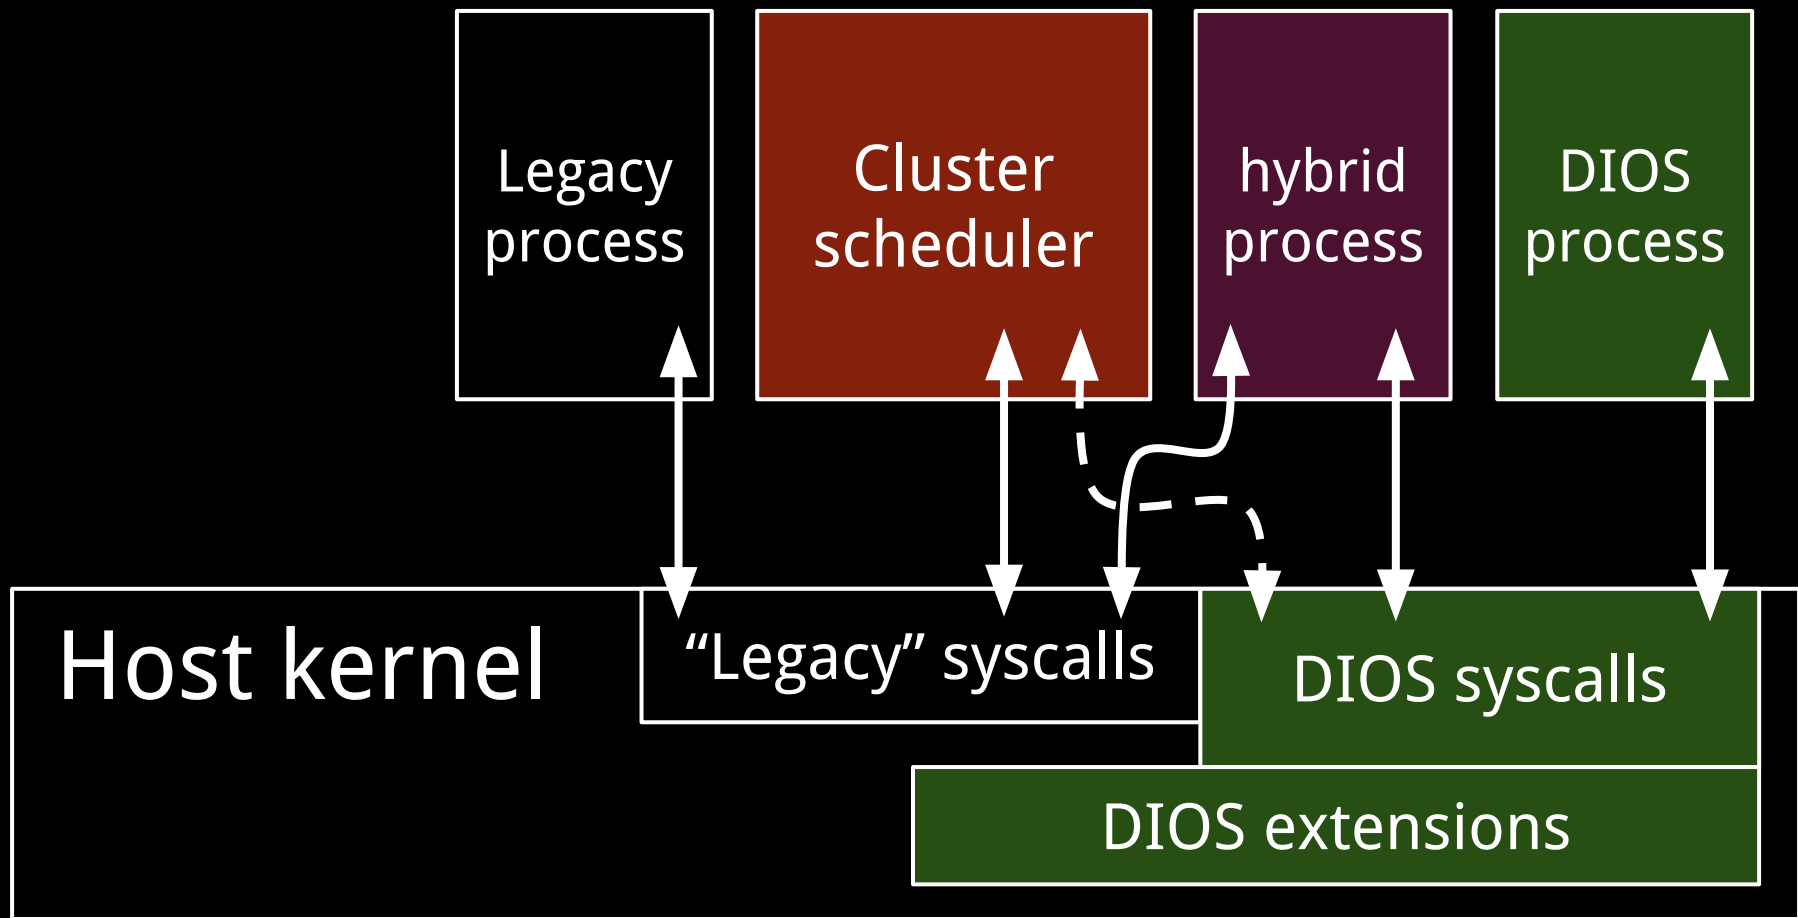 Legacy
process
Cluster
scheduler
hybrid
process
DIOS
process
Host kernel
“Legacy” syscalls
DIOS syscalls
DIOS extensions